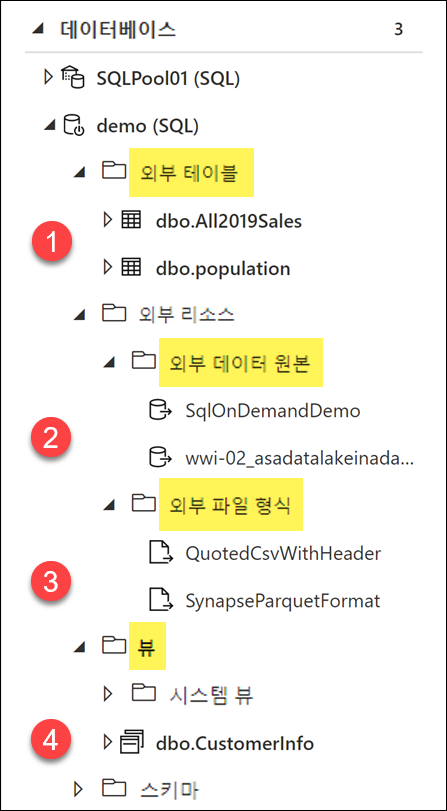 데이터베이스 3
SQLPool01 (SQL)
demo (SQL)
외부 테이블
1
dbo.All2019Sales
dbo.population
외부 리소스
외부 데이터 원본
2
SqlOnDemandDemo
wwi-02_asadatalakeinada...
외부 파일 형식
3
QuotedCsvWithHeader
SynapseParquetFormat
뷰
시스템 뷰
4
dbo.CustomerInfo
스키마